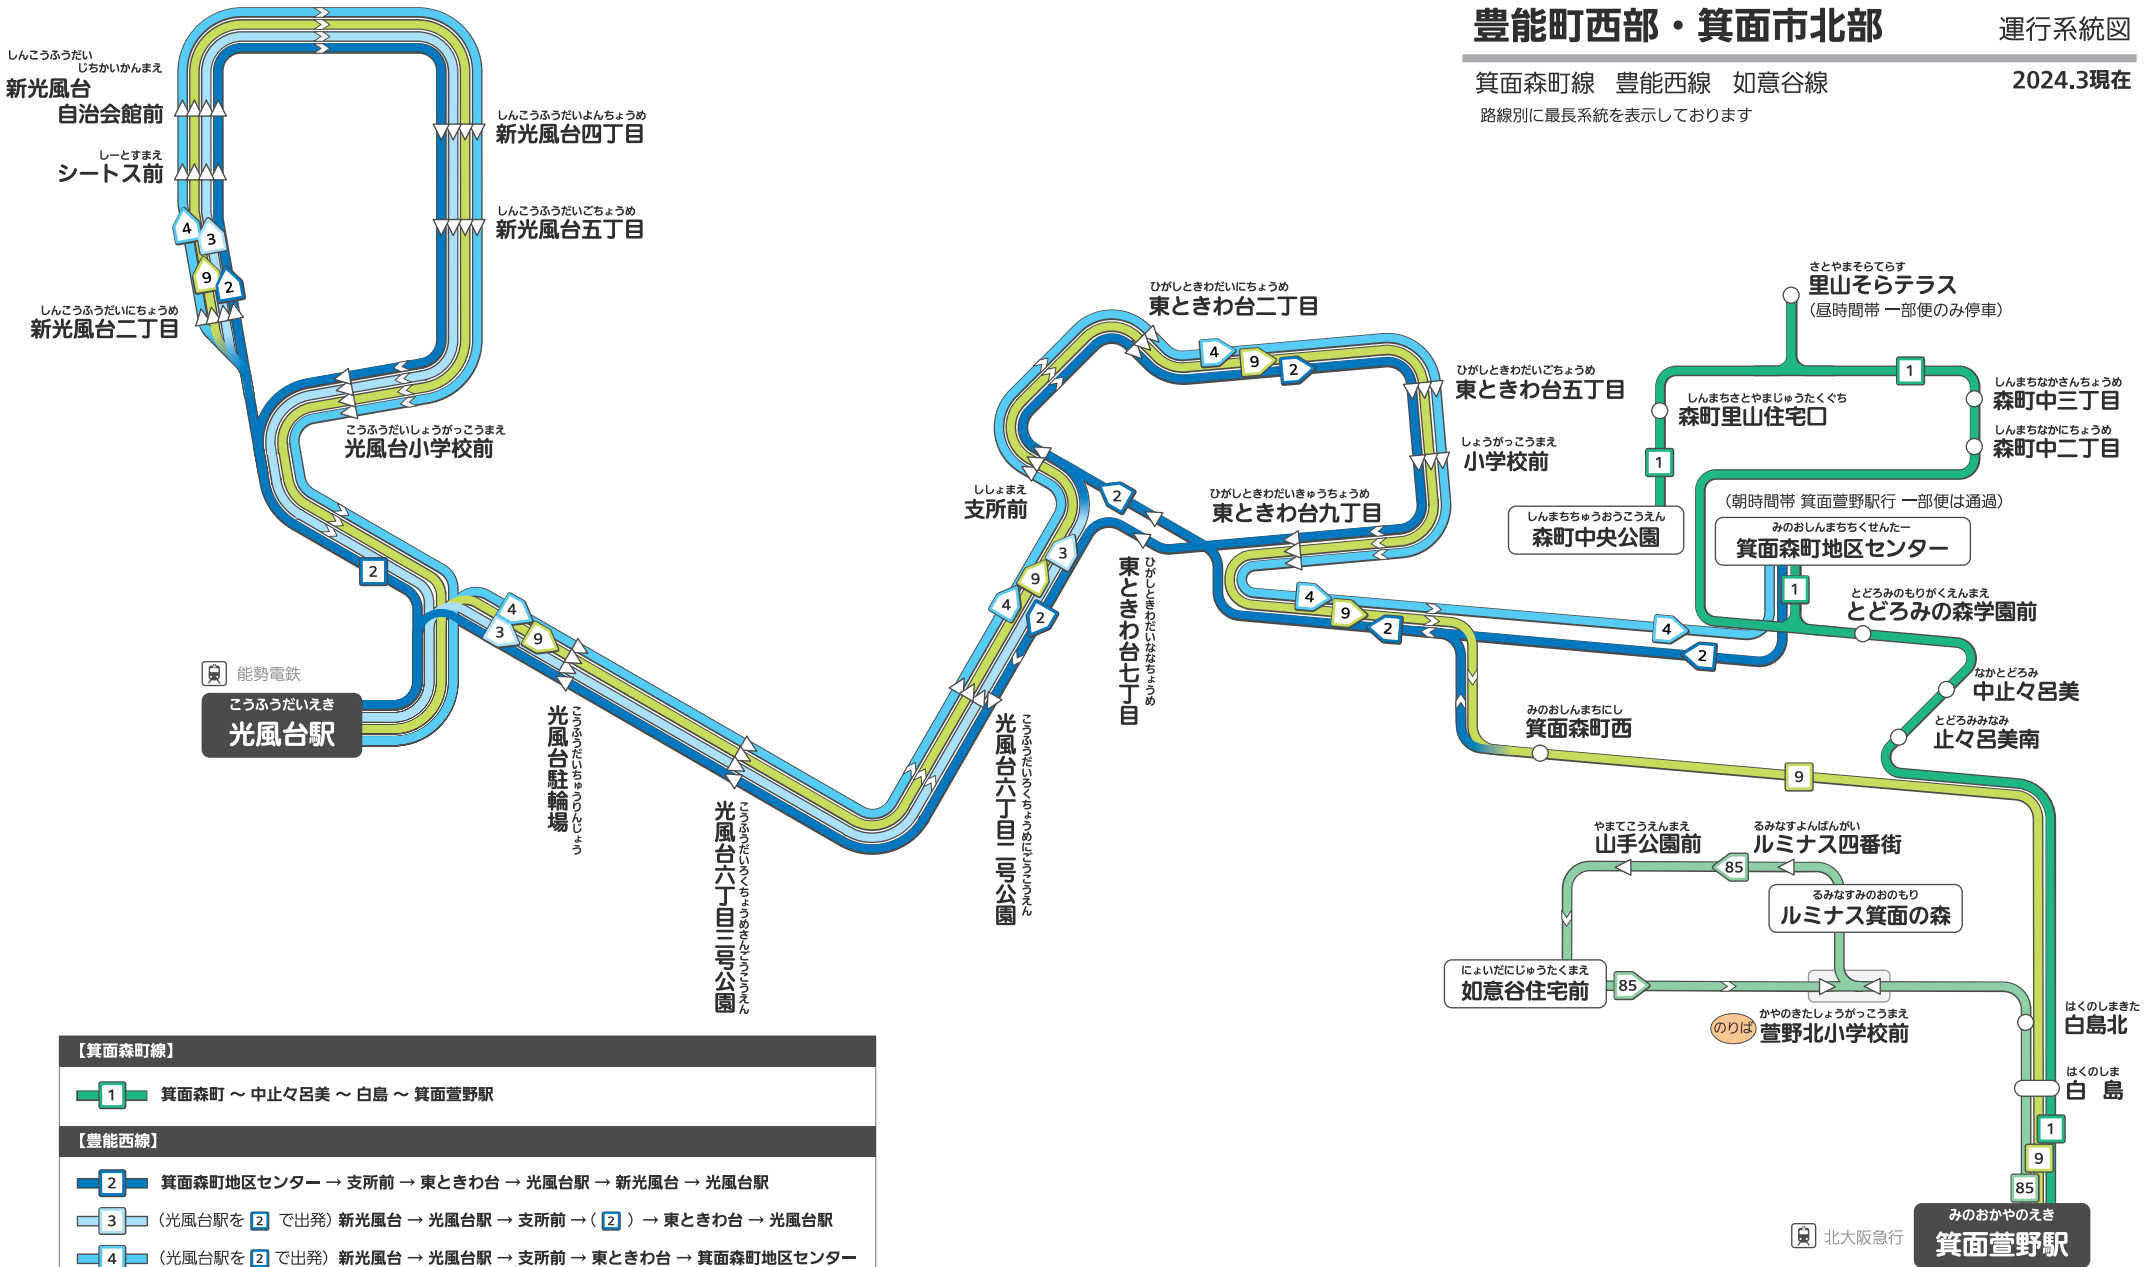 豊能町西部・箕面市北部
運行系統図
箕面森町線　豊能西線　如意谷線
2024.3現在
路線別に最長系統を表示しております
しんこうふうだい
じちかいかんまえ
新光風台
自治会館前
しーとすまえ
シートス前
しんこうふうだいよんちょうめ
新光風台四丁目
しんこうふうだいごちょうめ
新光風台五丁目
4
3
9
2
しんこうふうだいにちょうめ
新光風台二丁目
こうふうだいしょうがっこうまえ
光風台小学校前
2
4
3
9
能勢電鉄
こうふうだいえき
光風台駅
こうふうだいちゅうりんじょう
光風台駐輪場
こうふうだいろくちょうめさんごうこうえん
光風台六丁目三号公園
こうふうだいろくちょうめにごうこうえん
光風台六丁目二号公園
3
9
4
2
ししょまえ
支所前
ひがしときわだいにちょうめ
東ときわ台二丁目
4
9
2
ひがしときわだいごちょうめ
東ときわ台五丁目
しょうがっこうまえ
小学校前
2
ひがしときわだいきゅうちょうめ
東ときわ台九丁目
ひがしときわだいななちょうめ
東ときわ台七丁目
4
9
2
4
2
さとやまそらてらす
里山そらテラス
（昼時間帯 一部便のみ停車）
1
しんまちさとやまじゅうたくぐち
森町里山住宅口
しんまちなかさんちょうめ
森町中三丁目
しんまちなかにちょうめ
森町中二丁目
1
しんまちちゅうおうこうえん
森町中央公園
（朝時間帯 箕面萱野駅行 一部便は通過）
みのおしんまちちくせんたー
箕面森町地区センター
1
とどろみのもりがくえんまえ
とどろみの森学園前
なかとどろみ
中止々呂美
とどろみみなみ
止々呂美南
みのおしんまちにし
箕面森町西
9
やまてこうえんまえ
山手公園前
るみなすよんばんがい
ルミナス四番街
85
るみなすみのおのもり
ルミナス箕面の森
にょいだにじゅうたくまえ
如意谷住宅前
85
のりば
かやのきたしょうがっこうまえ
萱野北小学校前
はくのしまきた
白島北
はくのしま
白　島
1
9
85
北大阪急行
みのおかやのえき
箕面萱野駅
【箕面森町線】
1 箕面森町 ～ 中止々呂美 ～ 白島 ～ 箕面萱野駅
【豊能西線】
2 箕面森町地区センター → 支所前 → 東ときわ台 → 光風台駅 → 新光風台 → 光風台駅
3 （光風台駅を 2 で出発）新光風台 → 光風台駅 → 支所前 →（ 2 ）→ 東ときわ台 → 光風台駅
4 （光風台駅を 2 で出発）新光風台 → 光風台駅 → 支所前 → 東ときわ台 → 箕面森町地区センター